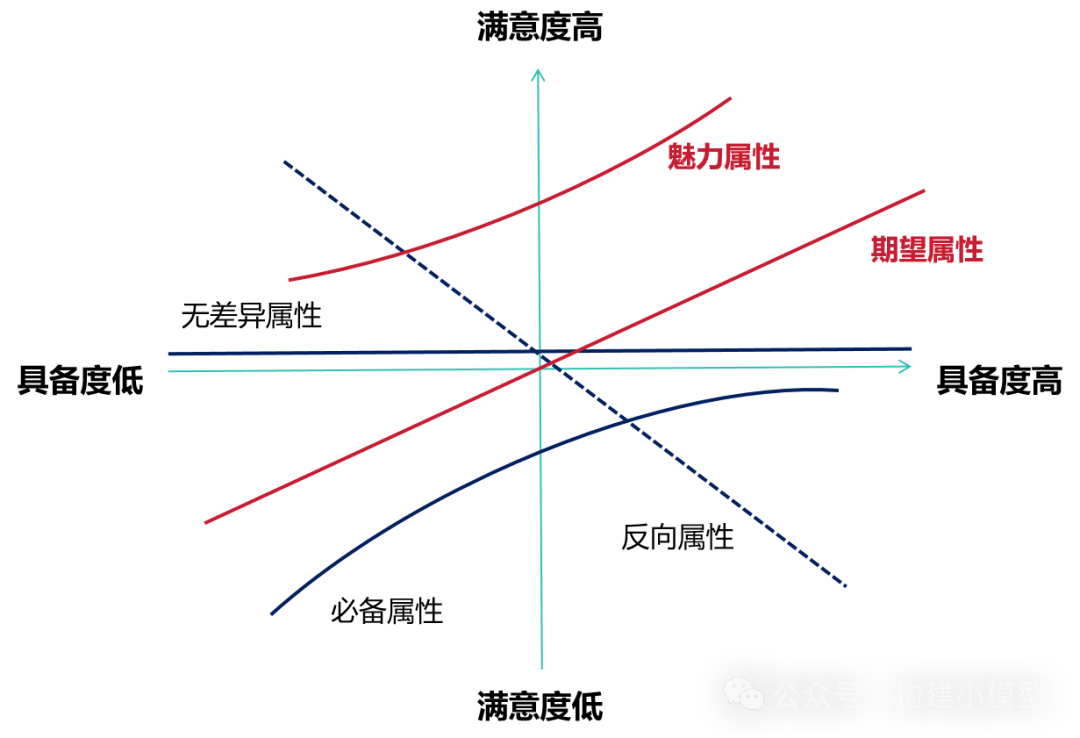 满意度高
魅力属性
期望属性
无差异属性
具备度低
具备度高
反向属性
必备属性
满意度低
公众号
构建小模型